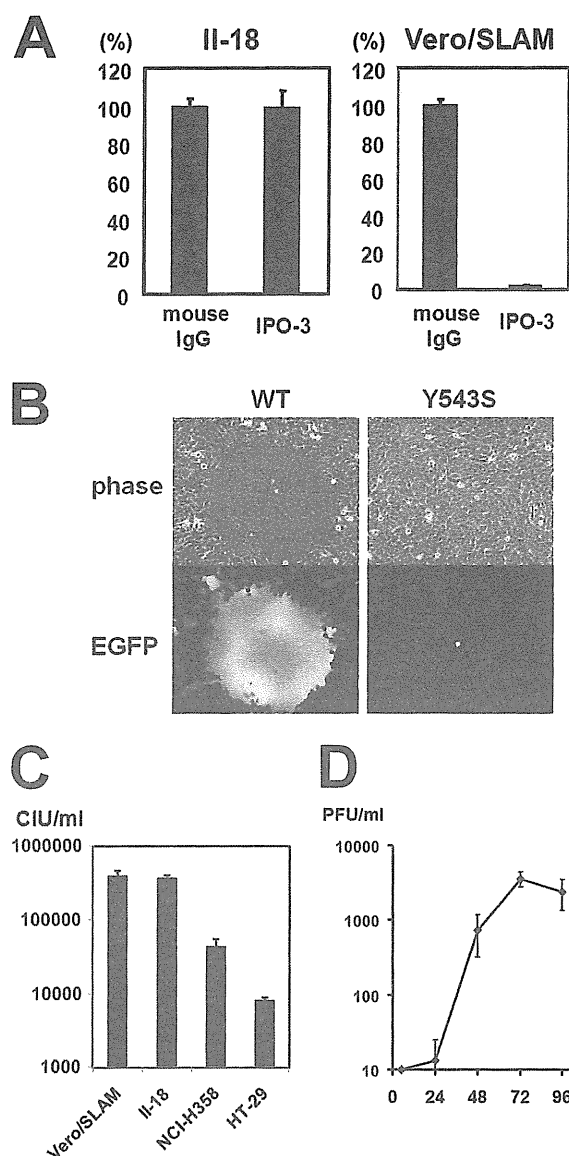 A
(%) II-18 (%) Vero/SLAM
120 120
100 100
80 80
60 60
40 40
20 20
0 0
mouse IgG IPO-3 mouse IgG IPO-3
B
WT Y543S
phase
EGFP
C
CIU/ml
1000000
100000
10000
1000
Vero/SLAM II-18 NCI-H358 HT-29
D
PFU/ml
10000
1000
100
10
0 24 48 72 96